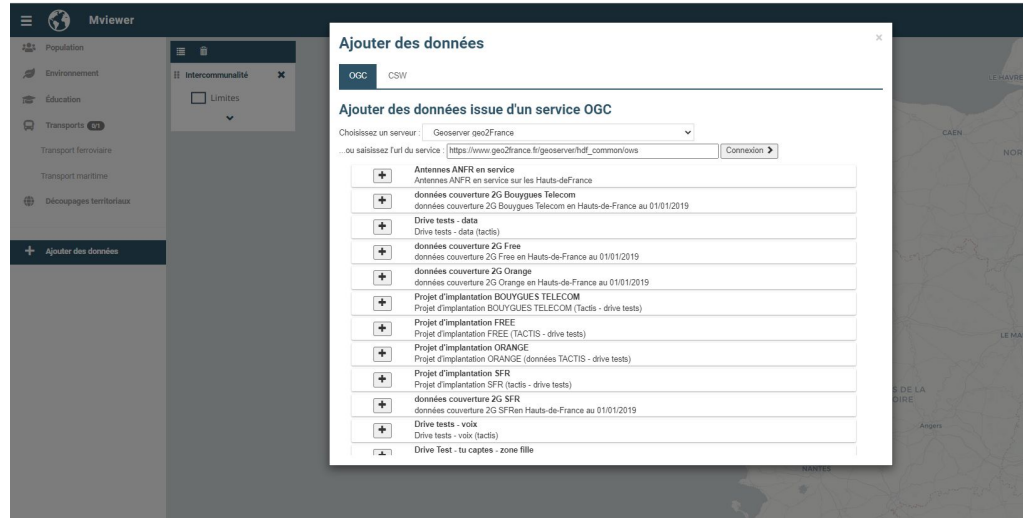 Mviewer
Population
Environnement
Éducation
Transports 0/1
Transport ferroviaire
Transport maritime
Découpages territoriaux
Ajouter des données
Intercommunalité
Limites
Ajouter des données
×
OGC CSW
Ajouter des données issue d'un service OGC
Choisissez un serveur : Geoserver geo2France
...ou saisissez l'url du service : https://www.geo2france.fr/geoserver/hdf_common/ows Connexion
Antennes ANFR en service
Antennes ANFR en service sur les Hauts-deFrance
données couverture 2G Bouygues Telecom
données couverture 2G Bouygues Telecom en Hauts-de-France au 01/01/2019
Drive tests - data
Drive tests - data (tactis)
données couverture 2G Free
données couverture 2G Free en Hauts-de-France au 01/01/2019
données couverture 2G Orange
données couverture 2G Orange en Hauts-de-France au 01/01/2019
Projet d'implantation BOUYGUES TELECOM
Projet d'implantation BOUYGUES TELECOM (Tactis - drive tests)
Projet d'implantation FREE
Projet d'implantation FREE (TACTIS - drive tests)
Projet d'implantation ORANGE
Projet d'implantation ORANGE (données TACTIS - drive tests)
Projet d'implantation SFR
Projet d'implantation SFR (tactis - drive tests)
données couverture 2G SFR
données couverture 2G SFRen Hauts-de-France au 01/01/2019
Drive tests - voix
Drive tests - voix (tactis)
Drive Test - tu captes - zone fille
LE HAVRE
CAEN
NOR
LE MA
S DE LA
OIRE
Angers
NANTES